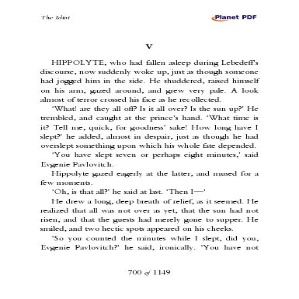 The Idiot
Planet PDF
V
HIPPOLYTE, who had fallen asleep during Lebedeff's
discourse, now suddenly woke up, just as though someone
had jogged him in the side. He shuddered, raised himself
on his arm, gazed around, and grew very pale. A look
almost of terror crossed his face as he recollected.
'What! are they all off? Is it all over? Is the sun up?' He
trembled, and caught at the prince's hand. 'What time is
it? Tell me, quick, for goodness' sake! How long have I
slept?' he added, almost in despair, just as though he had
overslept something upon which his whole fate depended.
'You have slept seven or perhaps eight minutes,' said
Evgenie Pavlovitch.
Hippolyte gazed eagerly at the latter, and mused for a
few moments.
'Oh, is that all?' he said at last. 'Then I—'
He drew a long, deep breath of relief, as it seemed. He
realized that all was not over as yet, that the sun had not
risen, and that the guests had merely gone to supper. He
smiled, and two hectic spots appeared on his cheeks.
'So you counted the minutes while I slept, did you,
Evgenie Pavlovitch?' he said, ironically. 'You have not
700 of 1149